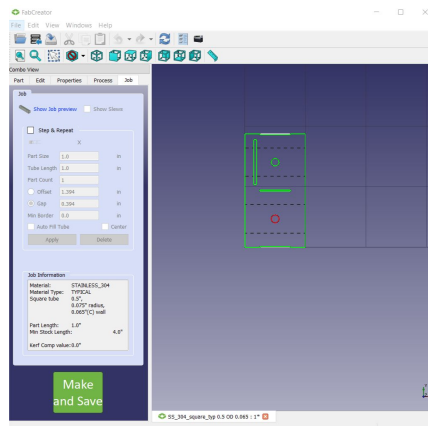 FabCreator
File Edit View Windows Help
Combo View
Part Edit Properties Process Job
Job
Show Job preview Show Sleeve
Step & Repeat
X
Part Size 1.0 in
Tube Length 1.0 in
Part Count 1
Offset 1.394 in
Gap 0.394 in
Min Border 0.0 in
Auto Fill Tube Center
Apply Delete
Job Information
Material: STAINLESS_304
Material Type: TYPICAL
Square tube 0.5",
0.075" radius,
0.065"(C) wall
Part Length: 1.0"
Min Stock Length: 4.0"
Kerf Comp value:0.0"
Make
and Save
SS_304_square_typ 0.5 OD 0.065 : 1*